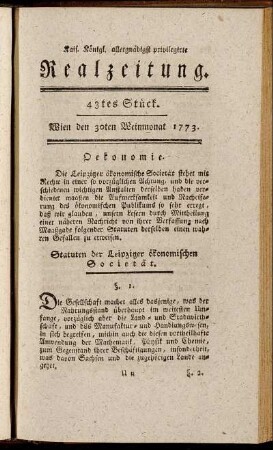 Kais. Königl. allergnädigst privilegirte
Realzeitung.
43tes Stück.
Wien den 30ten Weinmonat 1773.
Oekonomie.
Die Leipziger ökonomische Societät stehet mit
Rechte in einer so vorzüglichen Achtung, und die ver-
schiedenen wichtigen Anstalten derselben haben ver-
dienter maaßen die Aufmerksamkeit und Nacheife-
rung des ökonomischen Publikums so sehr erregt,
daß wir glauben, unsern Lesern durch Mittheilung
einer nähern Nachricht von ihrer Verfassung nach
Maaßgabe folgender Statuten derselben einen wah-
ren Gefallen zu erweisen.
Statuten der Leipziger ökonomischen
Societät.
§. 1.
Die Gesellschaft machet alles dasjenige, was der
Nahrungsstand überhaupt im weitesten Um-
fange, vorzüglich aber die Land- und Stadtwirth-
schaft, und das Manufaktur- und Handlungswesen,
in sich begreifen, mithin auch die diesen vortheilhafte
Anwendung der Mathematik, Physik und Chemie,
zum Gegenstand ihrer Beschäftigungen, insonderheit,
was davon Sachsen und die zugehörigen Lande an-
gehet.
U u §. 2.